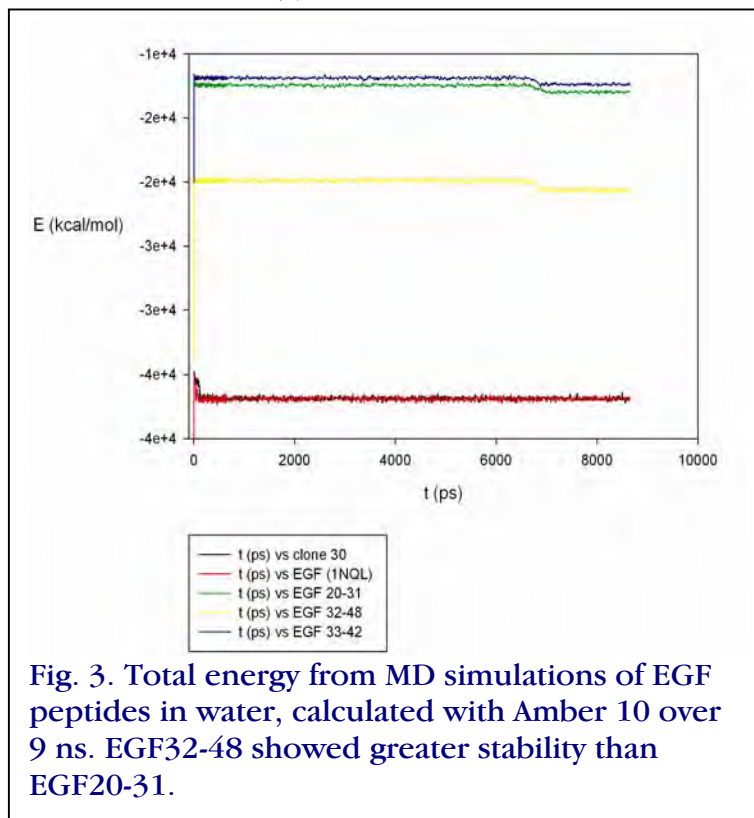 -1e+4
-2e+4
-2e+4
E (kcal/mol)
-3e+4
-3e+4
-4e+4
-4e+4
0 2000 4000 6000 8000 10000
t (ps)
t (ps) vs clone 30
t (ps) vs EGF (1NQL)
t (ps) vs EGF 20-31
t (ps) vs EGF 32-48
t (ps) vs EGF 33-42
Fig. 3. Total energy from MD simulations of EGF
peptides in water, calculated with Amber 10 over
9 ns. EGF32-48 showed greater stability than
EGF20-31.